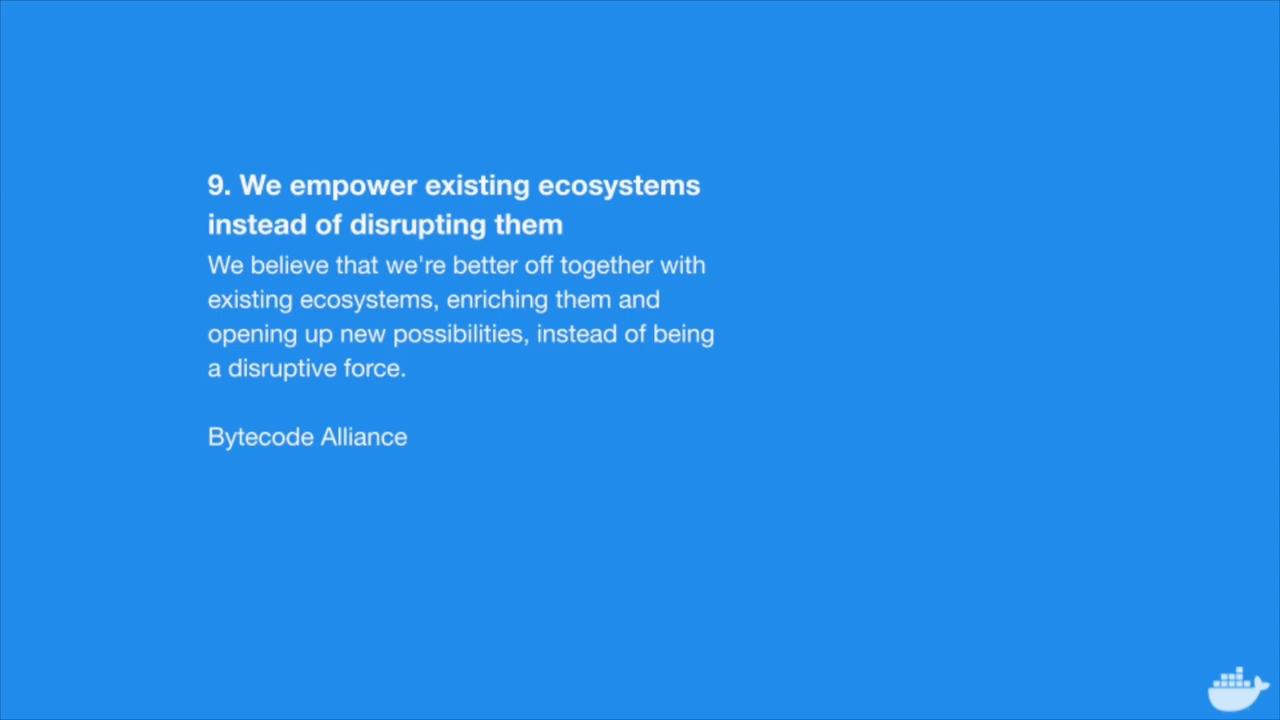 9. We empower existing ecosystems
instead of disrupting them
We believe that we're better off together with
existing ecosystems, enriching them and
opening up new possibilities, instead of being
a disruptive force.
Bytecode Alliance